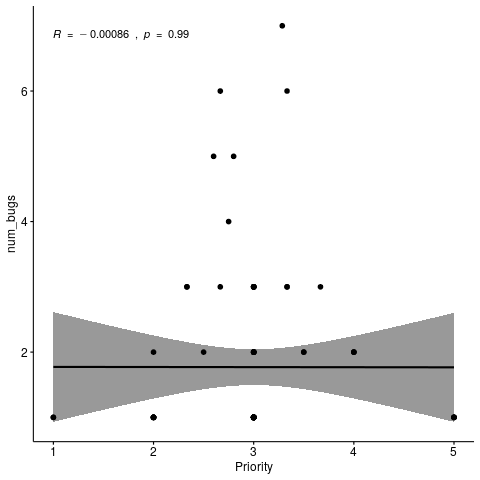 R = − 0.00086 , p = 0.99
num_bugs
6
4
2
1 2 3 4 5
Priority